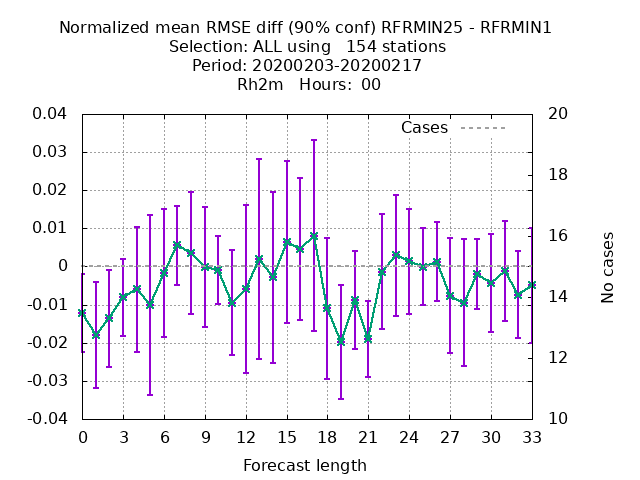 Normalized mean RMSE diff (90% conf) RFRMIN25 - RFRMIN1
Selection: ALL using   154 stations
Period: 20200203-20200217
Rh2m   Hours:  00
0.04
0.03
0.02
0.01
0
-0.01
-0.02
-0.03
-0.04
Cases
20
18
16
14
12
10
No cases
0 3 6 9 12 15 18 21 24 27 30 33
Forecast length